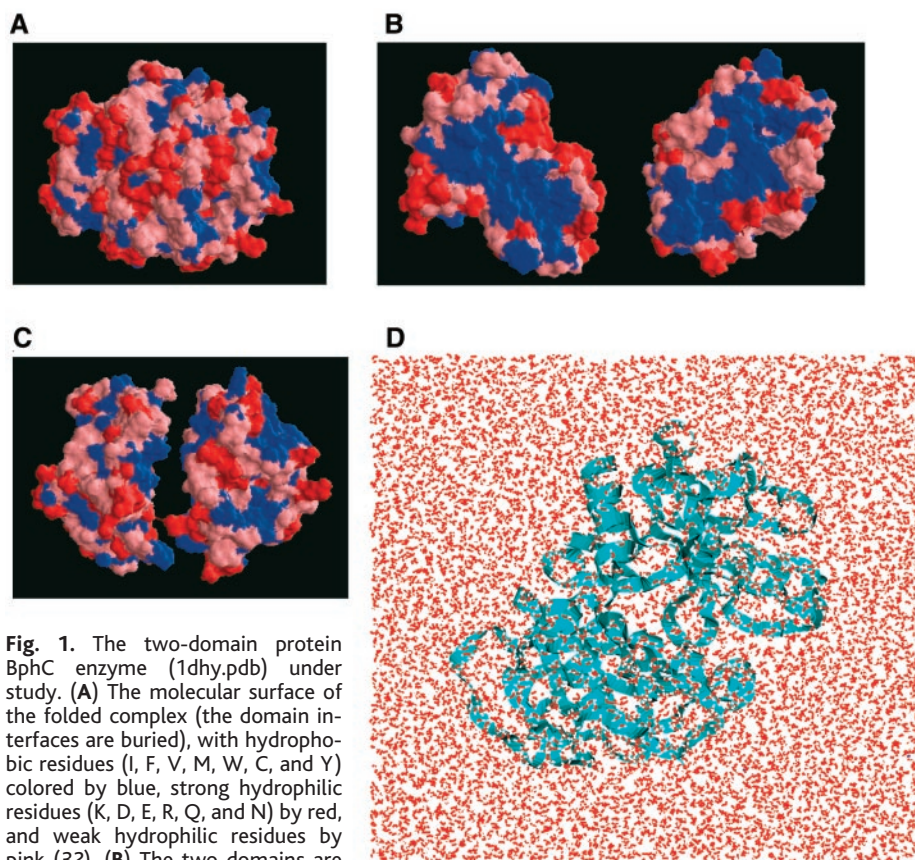 A
B
C
D
Fig. 1. The two-domain protein
BphC enzyme (1dhy.pdb) under
study. (A) The molecular surface of
the folded complex (the domain in-
terfaces are buried), with hydropho-
bic residues (I, F, V, M, W, C, and Y)
colored by blue, strong hydrophilic
residues (K, D, E, R, Q, and N) by red,
and weak hydrophilic residues by
pink (33). (B) The two domains are